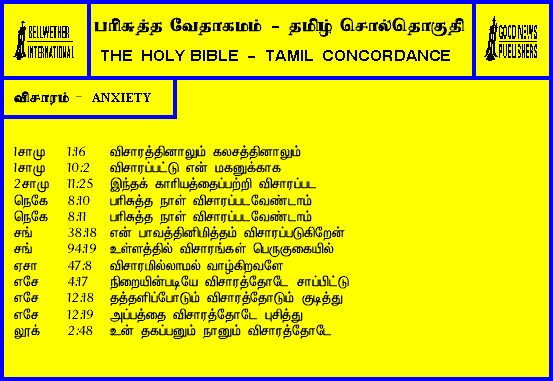 BELLWETHER INTERNATIONAL
பரிசுத்த வேதாகமம் - தமிழ் சொல்தொகுதி
THE HOLY BIBLE - TAMIL CONCORDANCE
GOOD NEWS PUBLISHERS
விசாரம் - ANXIETY
1சாமு 1:16 விசாரத்தினாலும் கலசத்தினாலும்
1சாமு 10:2 விசாரப்பட்டு என் மகனுக்காக
2சாமு 11:25 இந்தக் காரியத்தைப்பற்றி விசாரப்பட
நெகே 8:10 பரிசுத்த நாள் விசாரப்படவேண்டாம்
நெகே 8:11 பரிசுத்த நாள் விசாரப்படவேண்டாம்
சங் 38:18 என் பாவத்தினிமித்தம் விசாரப்படுகிறேன்
சங் 94:19 உள்ளத்தில் விசாரங்கள் பெருகுகையில்
ஏசா 47:8 விசாரமில்லாமல் வாழ்கிறவளே
எசே 4:17 நிறையின்படியே விசாரத்தோடே சாப்பிட்டு
எசே 12:18 தத்தளிப்போடும் விசாரத்தோடும் குடித்து
எசே 12:19 அப்பத்தை விசாரத்தோடே புசித்து
லூக் 2:48 உன் தகப்பனும் நானும் விசாரத்தோடே